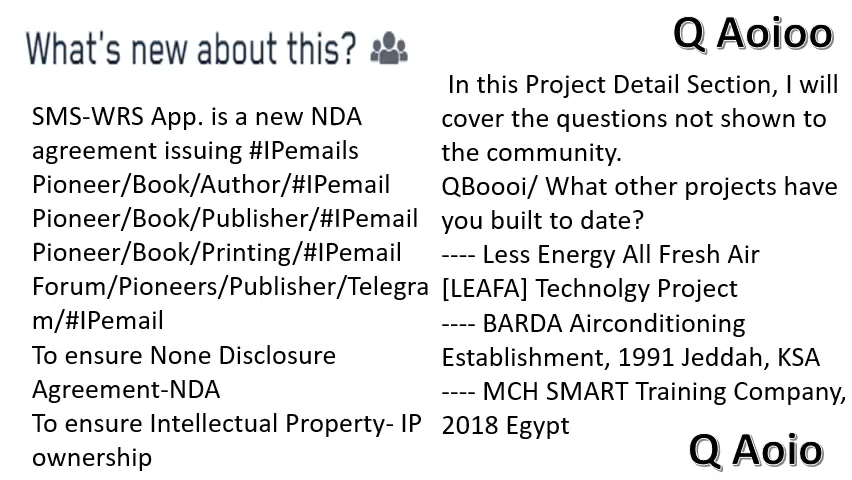 What's new about this?
SMS-WRS App. is a new NDA
agreement issuing #IPemails
Pioneer/Book/Author/#IPemail
Pioneer/Book/Publisher/#IPemail
Pioneer/Book/Printing/#IPemail
Forum/Pioneers/Publisher/Telegra
m/#IPemail
To ensure None Disclosure
Agreement-NDA
To ensure Intellectual Property- IP
ownership
Q Aoioo
In this Project Detail Section, I will
cover the questions not shown to
the community.
QBoooi/ What other projects have
you built to date?
---- Less Energy All Fresh Air
[LEAFA] Technolgy Project
---- BARDA Airconditioning
Establishment, 1991 Jeddah, KSA
---- MCH SMART Training Company,
2018 Egypt
Q Aoio